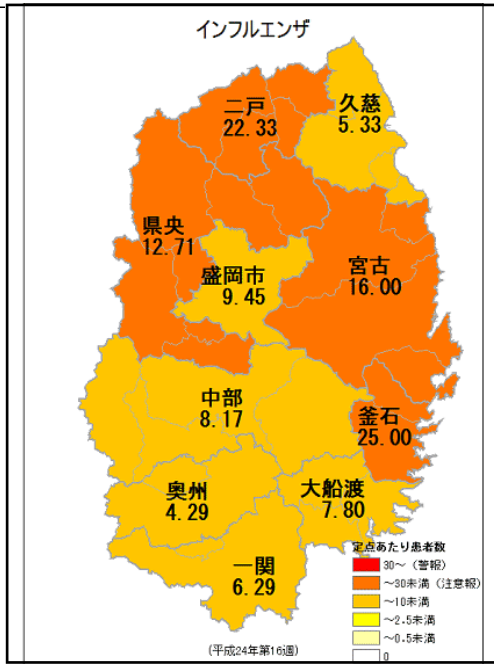 インフルエンザ
二戸
22.33
久慈
5.33
県央
12.71
盛岡市
9.45
宮古
16.00
中部
8.17
釜石
25.00
奥州
4.29
大船渡
7.80
一関
6.29
定点あたり患者数
30～（警報）
～30未満（注意報）
～10未満
～2.5未満
～0.5未満
0
(平成24年第16週)